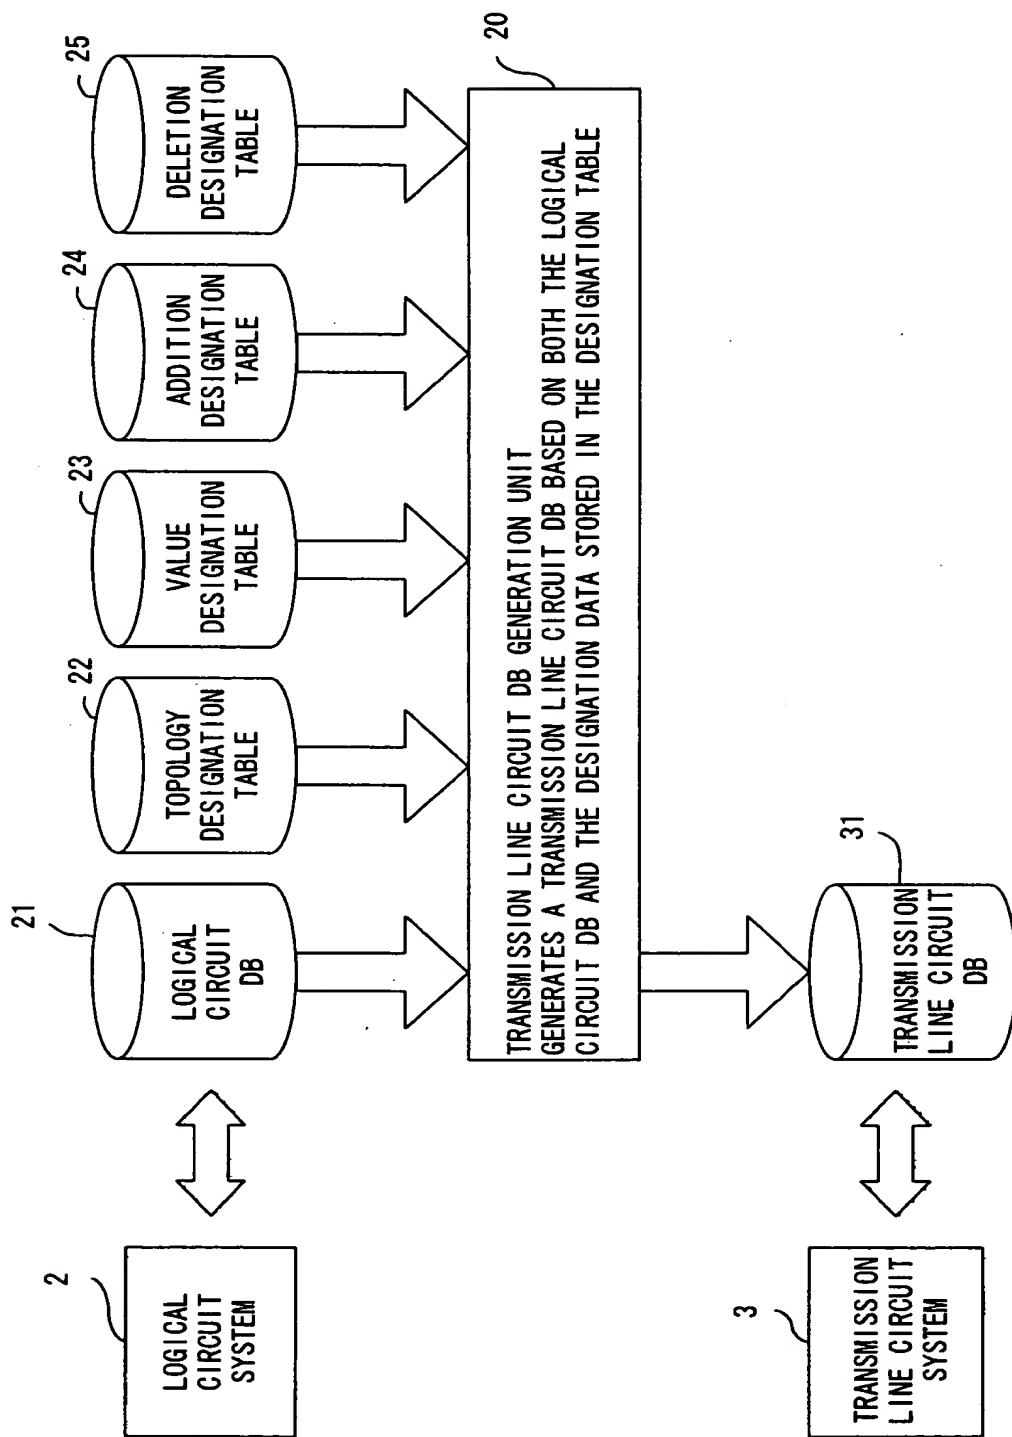 2
LOGICAL
CIRCUIT
SYSTEM
21
LOGICAL
CIRCUIT
DB
22
TOPOLOGY
DESIGNATION
TABLE
23
VALUE
DESIGNATION
TABLE
24
ADDITION
DESIGNATION
TABLE
25
DELETION
DESIGNATION
TABLE
20
TRANSMISSION LINE CIRCUIT DB GENERATION UNIT
GENERATES A TRANSMISSION LINE CIRCUIT DB BASED ON BOTH THE LOGICAL
CIRCUIT DB AND THE DESIGNATION DATA STORED IN THE DESIGNATION TABLE
3
TRANSMISSION
LINE CIRCUIT
SYSTEM
31
TRANSMISSION
LINE CIRCUIT
DB